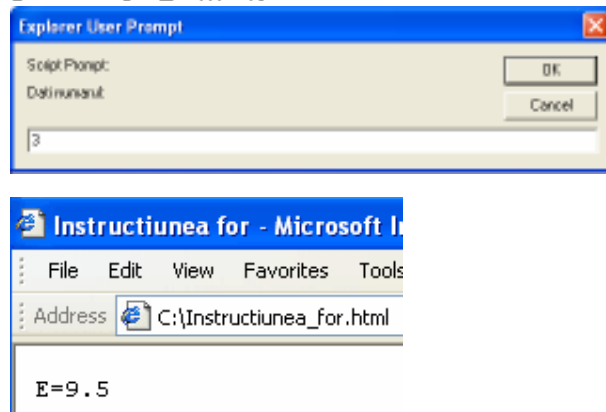 Explorer User Prompt
Script Prompt:
Dati numarul:
OK
Cancel
3
Instructiunea for - Microsoft I
File Edit View Favorites Tools
Address C:\Instructiunea_for.html
E=9.5